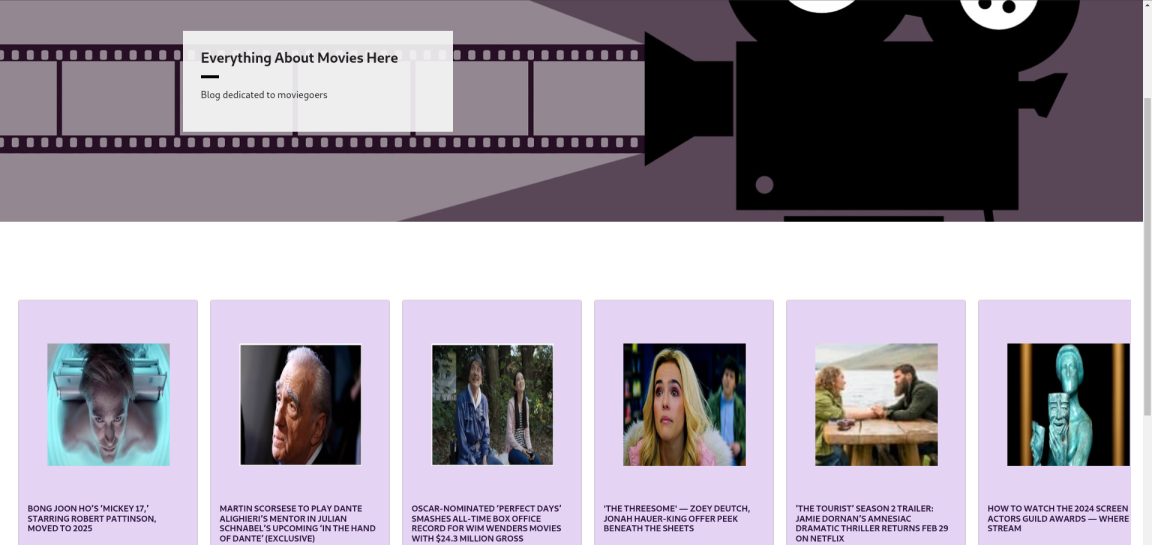 Everything About Movies Here
Blog dedicated to moviegoers
BONG JOON HO'S 'MICKEY 17,'
STARRING ROBERT PATTINSON,
MOVED TO 2025
MARTIN SCORSESE TO PLAY DANTE
ALIGHIERI'S MENTOR IN JULIAN
SCHNABEL'S UPCOMING 'IN THE HAND
OF DANTE' (EXCLUSIVE)
OSCAR-NOMINATED 'PERFECT DAYS'
SMASHES ALL-TIME BOX OFFICE
RECORD FOR WIM WENDERS MOVIES
WITH $24.3 MILLION GROSS
'THE THREESOME' — ZOEY DEUTCH,
JONAH HAUER-KING OFFER PEEK
BENEATH THE SHEETS
'THE TOURIST' SEASON 2 TRAILER:
JAMIE DORNAN'S AMNESIAC
DRAMATIC THRILLER RETURNS FEB 29
ON NETFLIX
HOW TO WATCH THE 2024 SCREEN
ACTORS GUILD AWARDS — WHERE
STREAM